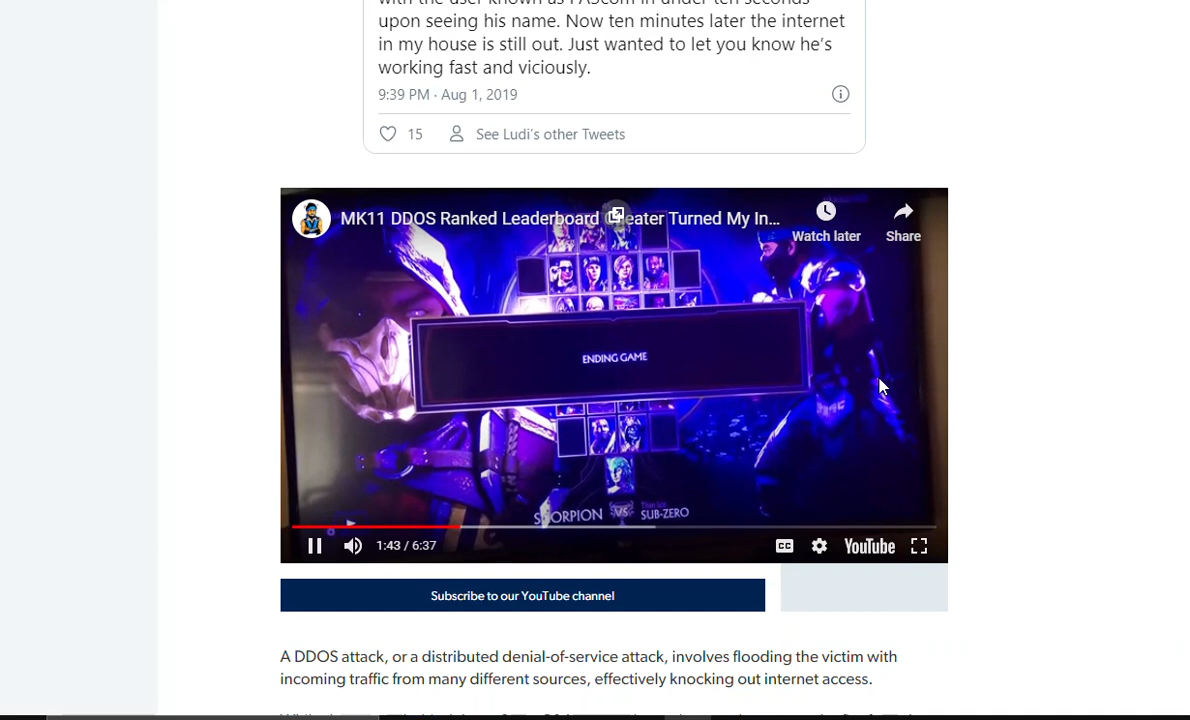 upon seeing his name. Now ten minutes later the internet
in my house is still out. Just wanted to let you know he's
working fast and viciously.
9:39 PM · Aug 1, 2019
15 See Ludi's other Tweets
MK11 DDOS Ranked Leaderboard Cheater Turned My In...
Watch later Share
ENDING GAME
SCORPION VS SUB-ZERO
1:43 / 6:37 CC YouTube
Subscribe to our YouTube channel
A DDOS attack, or a distributed denial-of-service attack, involves flooding the victim with
incoming traffic from many different sources, effectively knocking out internet access.